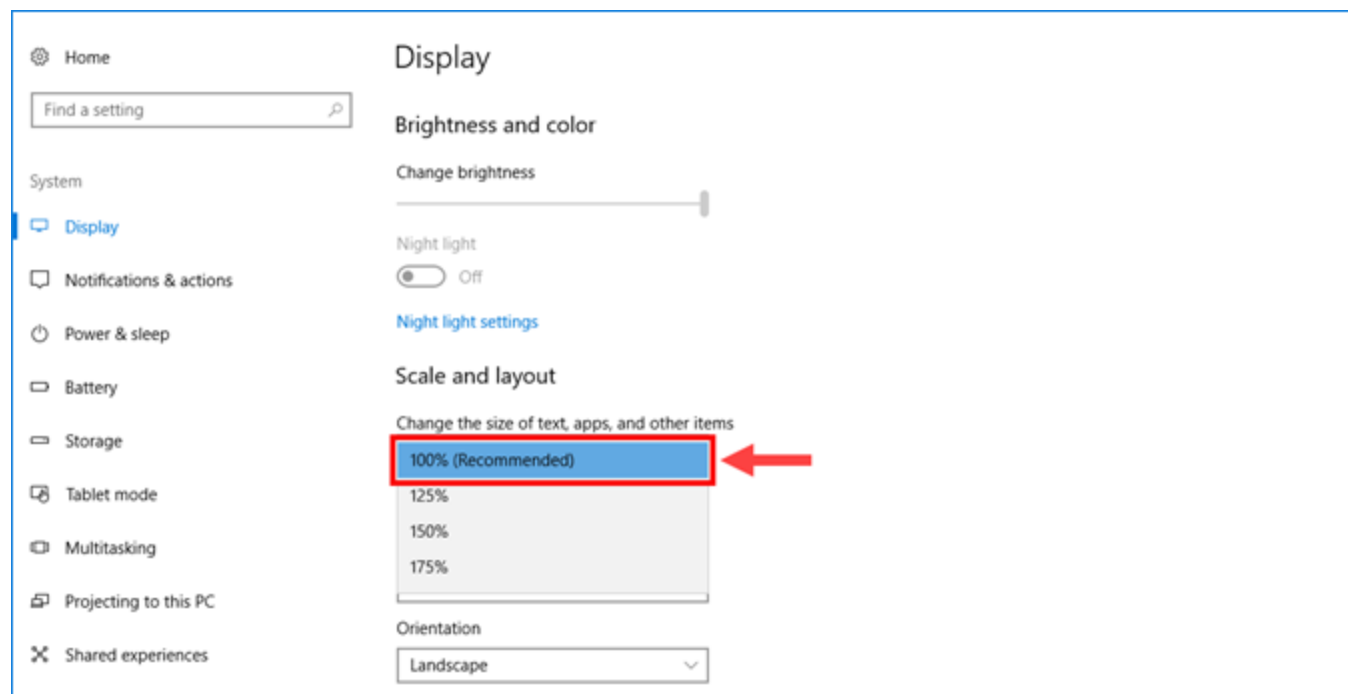 Home
Find a setting
System
Display
Notifications & actions
Power & sleep
Battery
Storage
Tablet mode
Multitasking
Projecting to this PC
Shared experiences
Display
Brightness and color
Change brightness
Night light
Off
Night light settings
Scale and layout
Change the size of text, apps, and other items
100% (Recommended)
125%
150%
175%
Orientation
Landscape